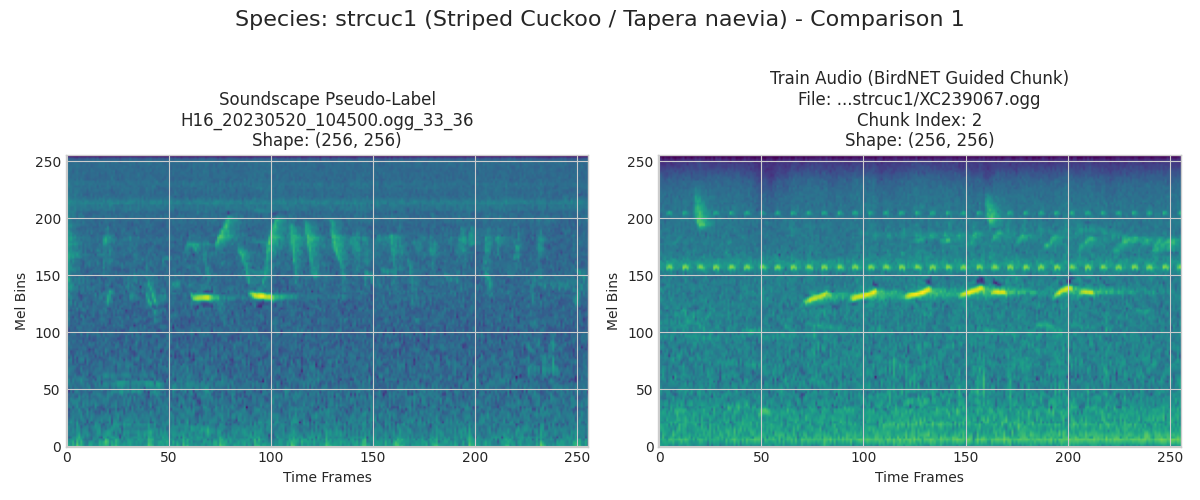 Species: strcuc1 (Striped Cuckoo / Tapera naevia) - Comparison 1
Soundscape Pseudo-Label
H16_20230520_104500.ogg_33_36
Shape: (256, 256)
250
200
150
100
50
0
Mel Bins
0 50 100 150 200 250
Time Frames
Train Audio (BirdNET Guided Chunk)
File: ...strcuc1/XC239067.ogg
Chunk Index: 2
Shape: (256, 256)
250
200
150
100
50
0
Mel Bins
0 50 100 150 200 250
Time Frames